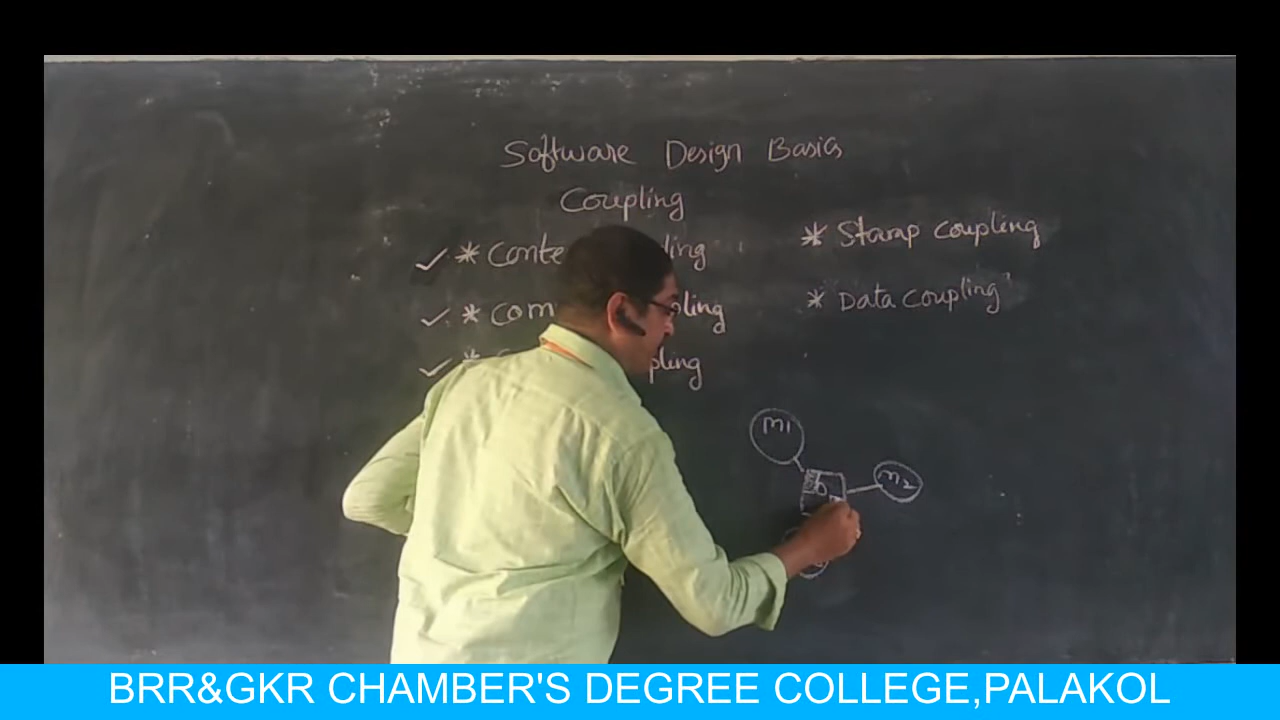 Software Design Basics
Coupling
✓ * Conte ling
✓ * Com pling
✓ * pling
* Stamp coupling
* Data coupling
M1
M2
BRR&GKR CHAMBER'S DEGREE COLLEGE,PALAKOL